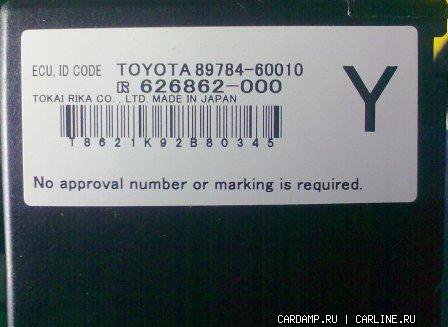 ECU, ID CODE TOYOTA 89784-60010
626862-000
TOKAI RIKA CO., LTD. MADE IN JAPAN
Y
T8621K92B80345
No approval number or marking is required.
CARDAMP.RU | CARLINE.RU